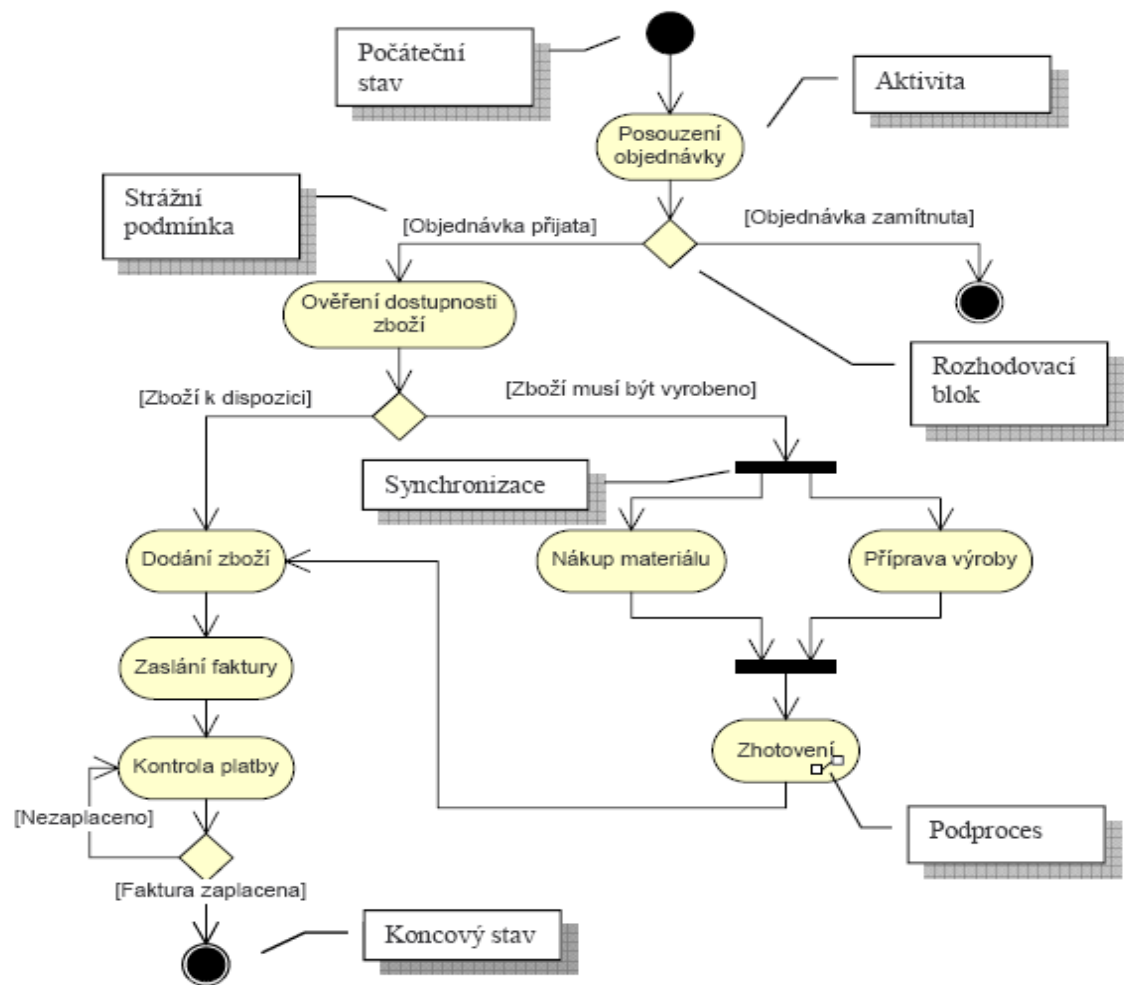 Počáteční
stav
Aktivita
Posouzení
objednávky
Strážní
podmínka
[Objednávka přijata]
[Objednávka zamítnuta]
Ověření dostupnosti
zboží
Rozhodovací
blok
[Zboží k dispozici]
[Zboží musí být vyrobeno]
Synchronizace
Dodání zboží
Nákup materiálu
Příprava výroby
Zaslání faktury
Zhotovení
Kontrola platby
[Nezaplaceno]
Podproces
[Faktura zaplacena]
Koncový stav